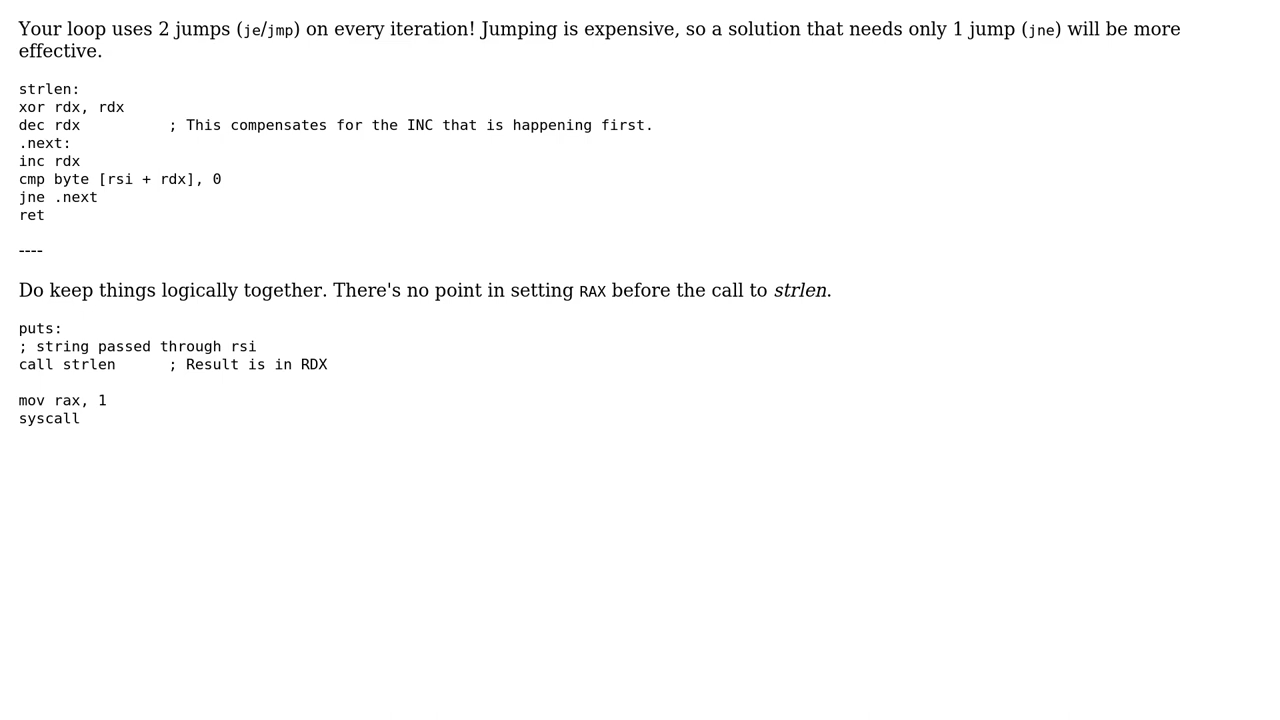 Your loop uses 2 jumps (je/jmp) on every iteration! Jumping is expensive, so a solution that needs only 1 jump (jne) will be more
effective.
strlen:
xor rdx, rdx
dec rdx          ; This compensates for the INC that is happening first.
.next:
inc rdx
cmp byte [rsi + rdx], 0
jne .next
ret
----
Do keep things logically together. There's no point in setting RAX before the call to strlen.
puts:
; string passed through rsi
call strlen      ; Result is in RDX
mov rax, 1
syscall